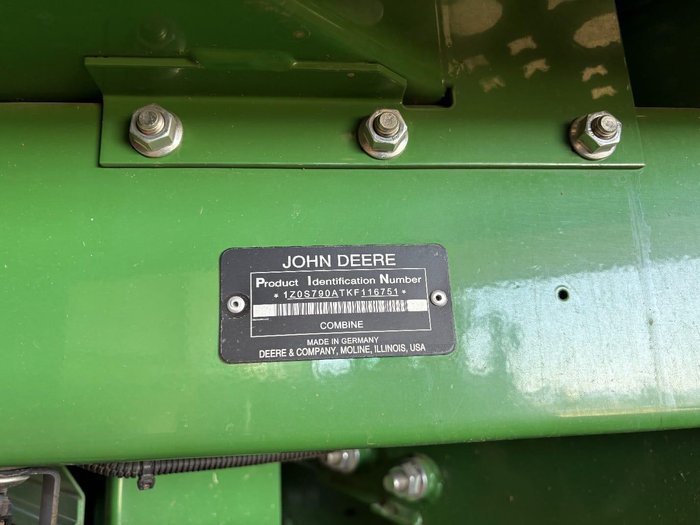 JOHN DEERE
Product Identification Number
*1Z0S790ATKF116751*
COMBINE
MADE IN GERMANY
DEERE & COMPANY, MOLINE, ILLINOIS, USA